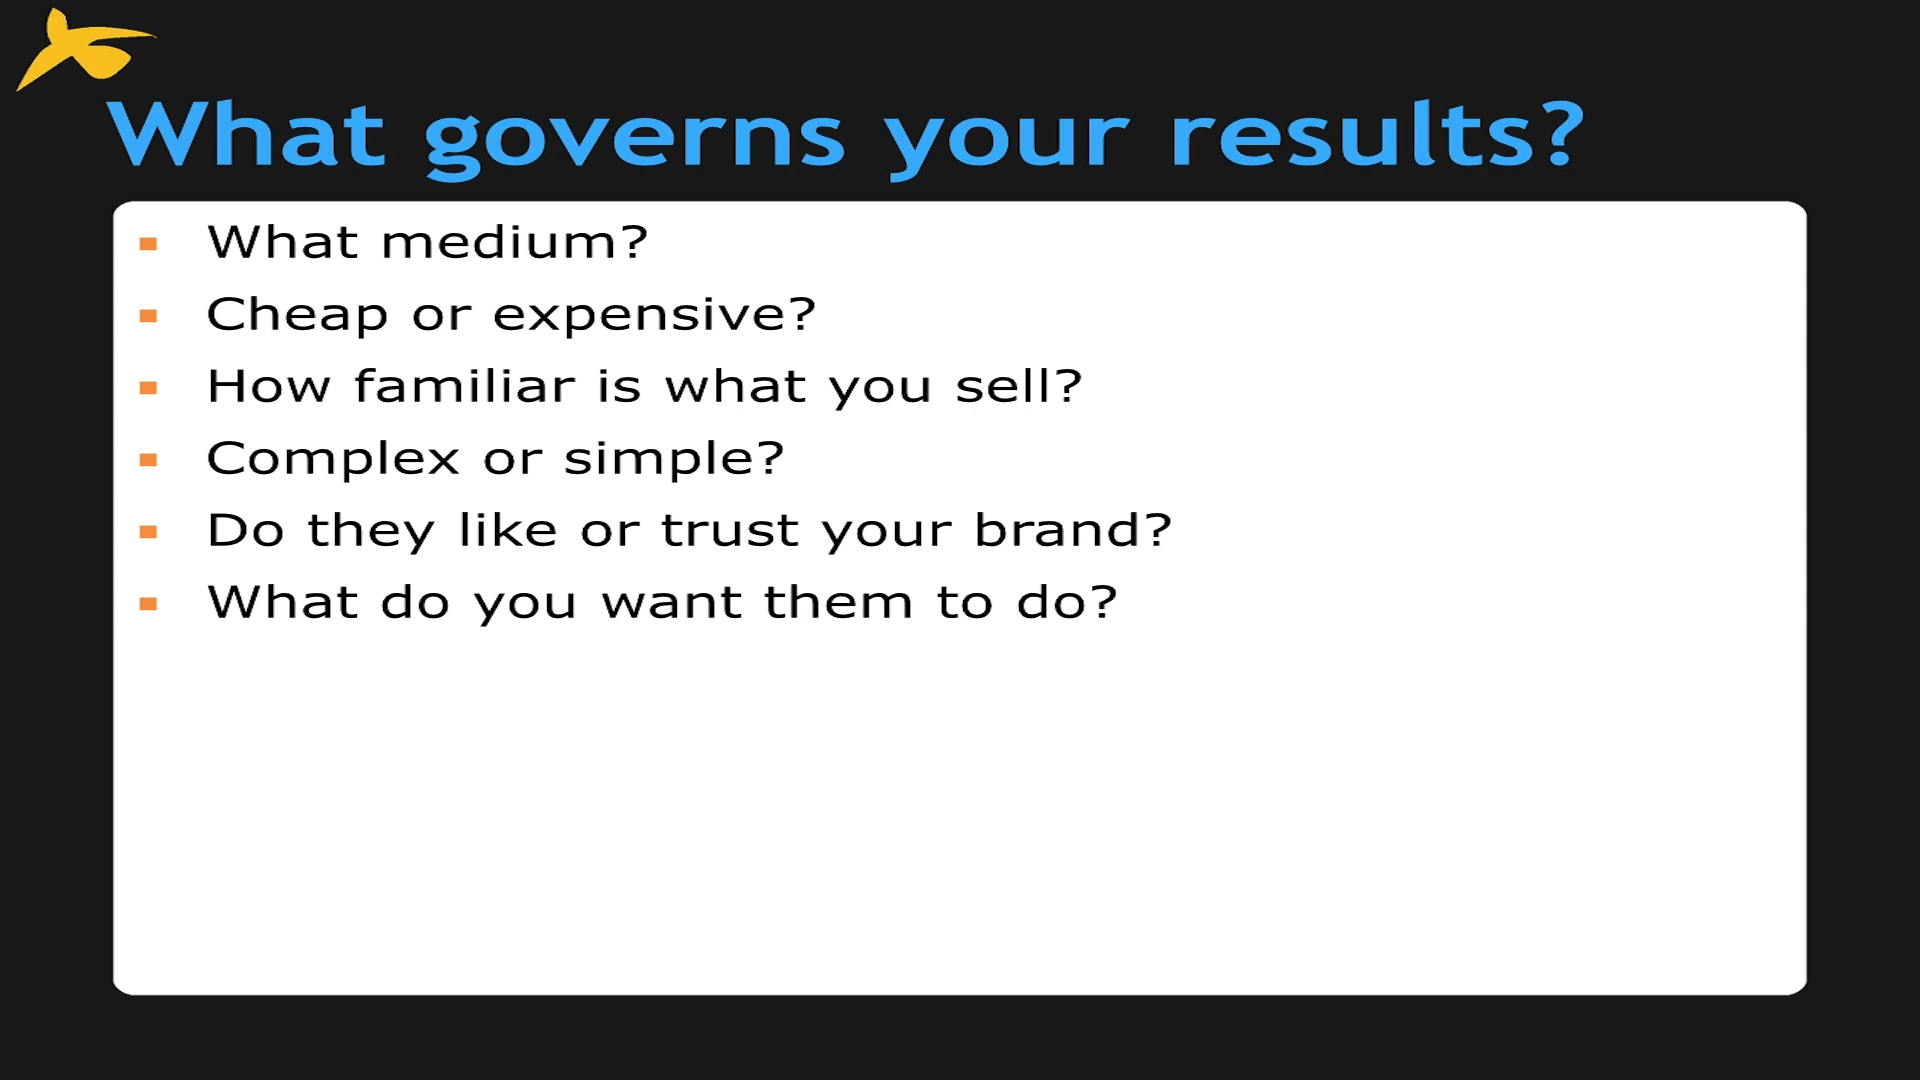 What governs your results?
What medium?
Cheap or expensive?
How familiar is what you sell?
Complex or simple?
Do they like or trust your brand?
What do you want them to do?